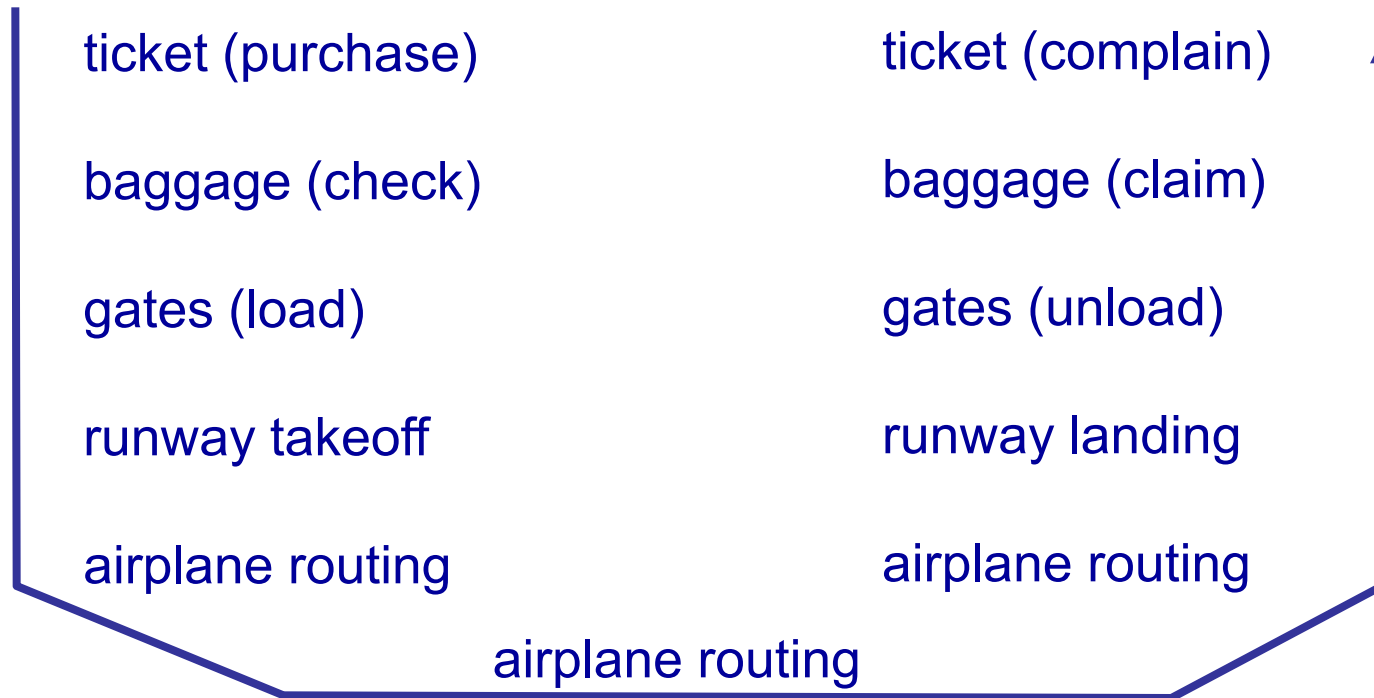 ticket (purchase)
ticket (complain)
baggage (check)
baggage (claim)
gates (load)
gates (unload)
runway takeoff
runway landing
airplane routing
airplane routing
airplane routing